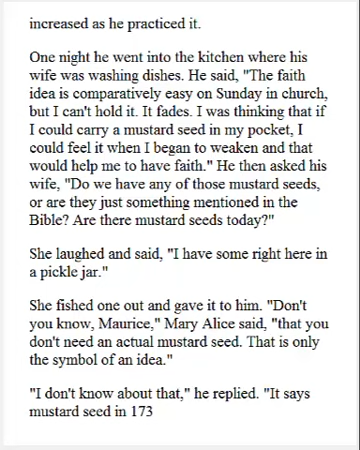 increased as he practiced it.
One night he went into the kitchen where his
wife was washing dishes. He said, "The faith
idea is comparatively easy on Sunday in church,
but I can't hold it. It fades. I was thinking that if
I could carry a mustard seed in my pocket, I
could feel it when I began to weaken and that
would help me to have faith." He then asked his
wife, "Do we have any of those mustard seeds,
or are they just something mentioned in the
Bible? Are there mustard seeds today?"
She laughed and said, "I have some right here in
a pickle jar."
She fished one out and gave it to him. "Don't
you know, Maurice," Mary Alice said, "that you
don't need an actual mustard seed. That is only
the symbol of an idea."
"I don't know about that," he replied. "It says
mustard seed in 173